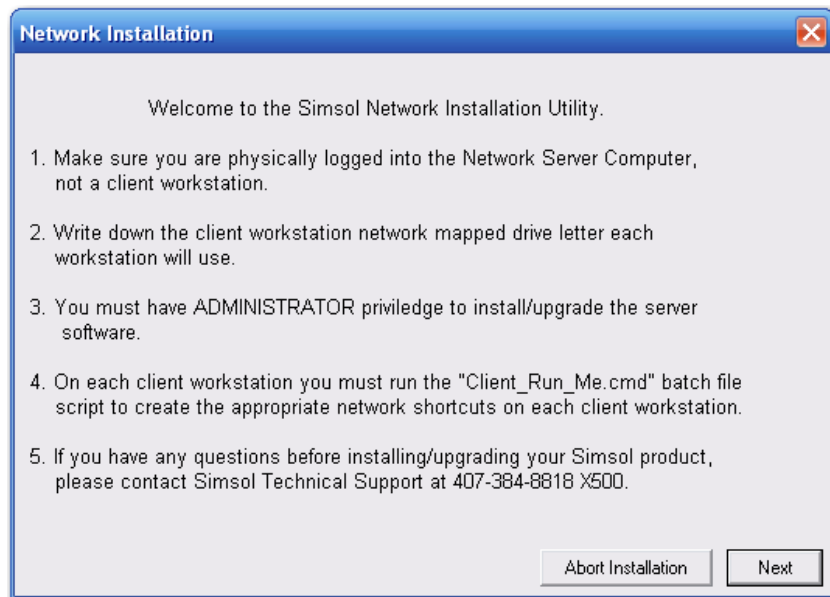 Network Installation
Welcome to the Simsol Network Installation Utility.
1. Make sure you are physically logged into the Network Server Computer,
not a client workstation.
2. Write down the client workstation network mapped drive letter each
workstation will use.
3. You must have ADMINISTRATOR priviledge to install/upgrade the server
software.
4. On each client workstation you must run the "Client_Run_Me.cmd" batch file
script to create the appropriate network shortcuts on each client workstation.
5. If you have any questions before installing/upgrading your Simsol product,
please contact Simsol Technical Support at 407-384-8818 X500.
Abort Installation
Next